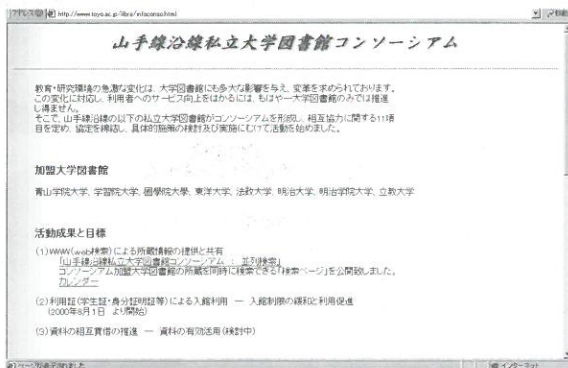 http://www.toyo.ac.jp/libra/infoconso.html
山手線沿線私立大学図書館コンソーシアム
教育・研究環境の急激な変化は、大学図書館にも多大な影響を与え、変革を求められております。
この変化に対応し、利用者へのサービス向上をはかるには、もはや一大学図書館のみでは推進
し得ません。
そこで、山手線沿線の以下の私立大学図書館がコンソーシアムを形成し、相互協力に関する11項
目を定め、協定を締結し、具体的施策の検討及び実施にむけて活動を始めました。
加盟大学図書館
青山学院大学、学習院大学、國學院大學、東洋大学、法政大学、明治大学、明治学院大学、立教大学
活動成果と目標
(1)WWW(web検索)による所蔵情報の提供と共有
「山手線沿線私立大学図書館コンソーシアム : 並列検索」
コンソーシアム加盟大学図書館の所蔵を同時に検索できる「検索ページ」を公開致しました。
カレンダー
(2)利用証(学生証・身分証明証等)による入館利用 — 入館制限の緩和と利用促進
(2000年8月1日 より開始)
(3)資料の相互貸借の推進 — 資料の有効活用(検討中)
ページが表示されました
インターネット